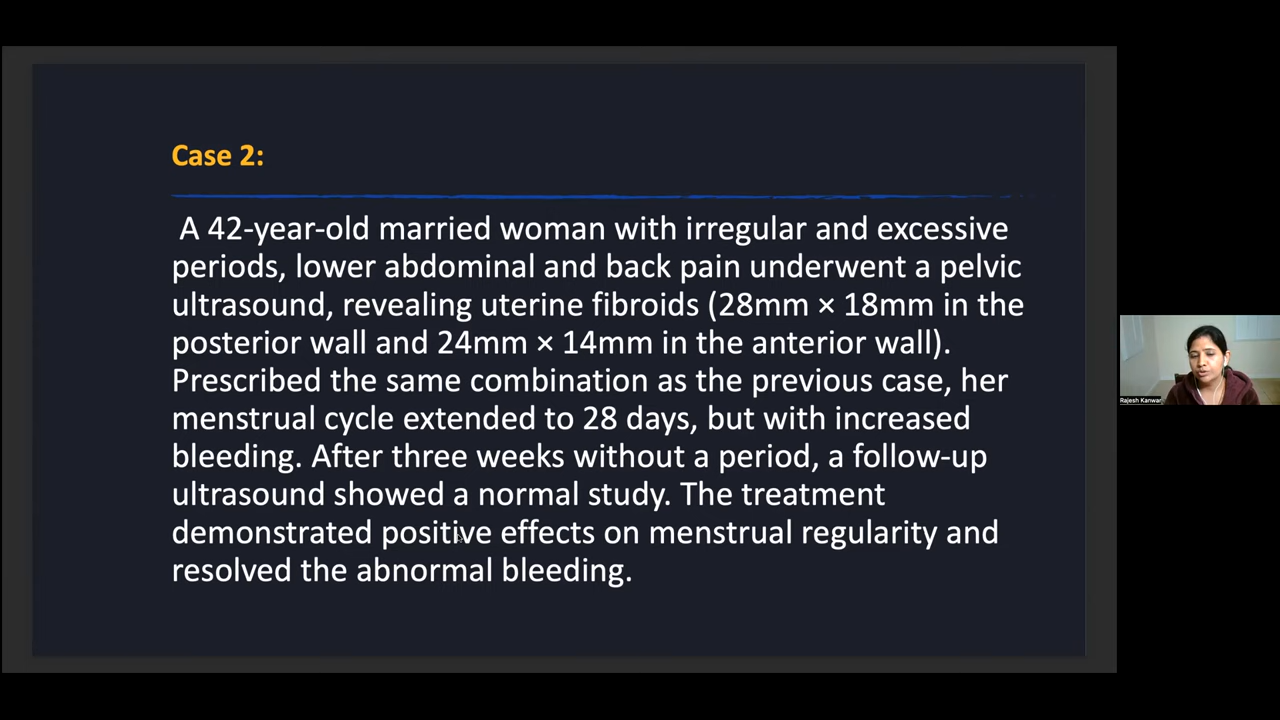 Case 2:
A 42-year-old married woman with irregular and excessive
periods, lower abdominal and back pain underwent a pelvic
ultrasound, revealing uterine fibroids (28mm × 18mm in the
posterior wall and 24mm × 14mm in the anterior wall).
Prescribed the same combination as the previous case, her
menstrual cycle extended to 28 days, but with increased
bleeding. After three weeks without a period, a follow-up
ultrasound showed a normal study. The treatment
demonstrated positive effects on menstrual regularity and
resolved the abnormal bleeding.
Rajesh Kanwar